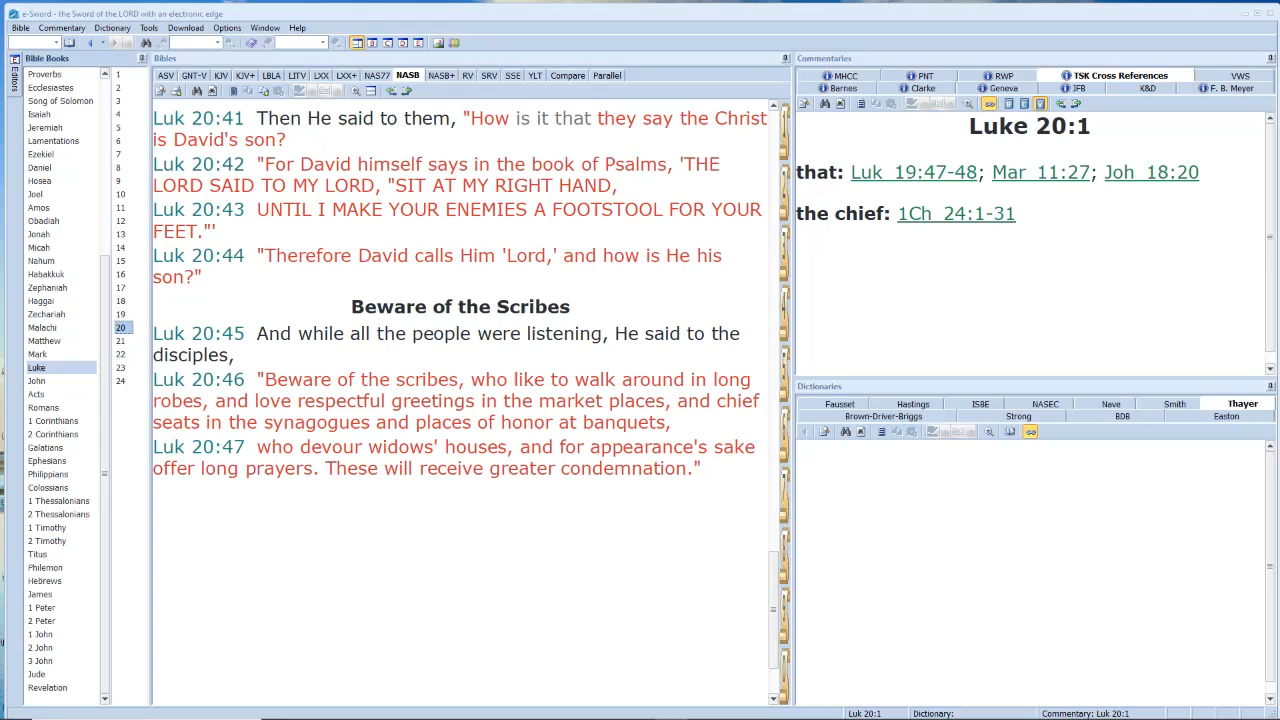 e-Sword - the Sword of the LORD with an electronic edge
Bible Commentary Dictionary Tools Download Options Window Help
Editors
Bible Books
Proverbs
Ecclesiastes
Song of Solomon
Isaiah
Jeremiah
Lamentations
Ezekiel
Daniel
Hosea
Joel
Amos
Obadiah
Jonah
Micah
Nahum
Habakkuk
Zephaniah
Haggai
Zechariah
Malachi
Matthew
Mark
Luke
John
Acts
Romans
1 Corinthians
2 Corinthians
Galatians
Ephesians
Philippians
Colossians
1 Thessalonians
2 Thessalonians
1 Timothy
2 Timothy
Titus
Philemon
Hebrews
James
1 Peter
2 Peter
1 John
2 John
3 John
Jude
Revelation
1
2
3
4
5
6
7
8
9
10
11
12
13
14
15
16
17
18
19
20
21
22
23
24
Bibles
ASV GNT-V KJV KJV+ LBLA LITV LXX LXX+ NAS77 NASB NASB+ RV SRV SSE YLT Compare Parallel
Luk 20:41 Then He said to them, "How is it that they say the Christ
is David's son?
Luk 20:42 "For David himself says in the book of Psalms, 'THE
LORD SAID TO MY LORD, "SIT AT MY RIGHT HAND,
Luk 20:43 UNTIL I MAKE YOUR ENEMIES A FOOTSTOOL FOR YOUR
FEET."'
Luk 20:44 "Therefore David calls Him 'Lord,' and how is He his
son?"
Beware of the Scribes
Luk 20:45 And while all the people were listening, He said to the
disciples,
Luk 20:46 "Beware of the scribes, who like to walk around in long
robes, and love respectful greetings in the market places, and chief
seats in the synagogues and places of honor at banquets,
Luk 20:47 who devour widows' houses, and for appearance's sake
offer long prayers. These will receive greater condemnation."
Commentaries
MHCC PNT RWP TSK Cross References VWS
Barnes Clarke Geneva JFB K&D F. B. Meyer
Luke 20:1
that: Luk 19:47-48; Mar 11:27; Joh 18:20
the chief: 1Ch 24:1-31
Dictionaries
Fausset Hastings ISBE NASEC Nave Smith Thayer
Brown-Driver-Briggs Strong BDB Easton
Luk 20:1 Dictionary: Commentary: Luk 20:1